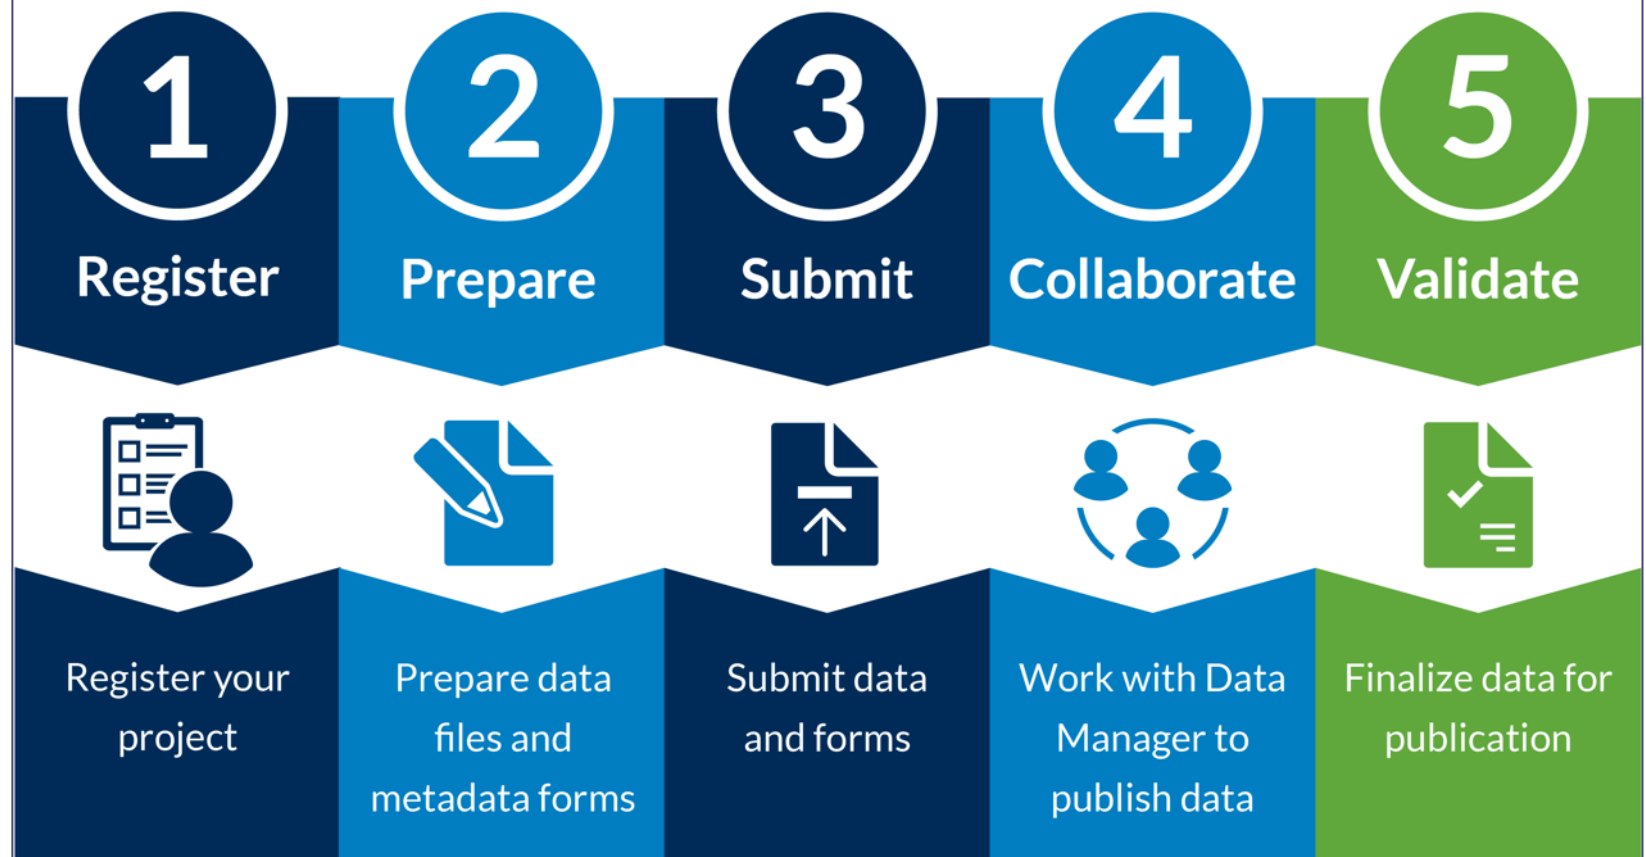 1
Register
Register your
project
2
Prepare
Prepare data
files and
metadata forms
3
Submit
Submit data
and forms
4
Collaborate
Work with Data
Manager to
publish data
5
Validate
Finalize data for
publication